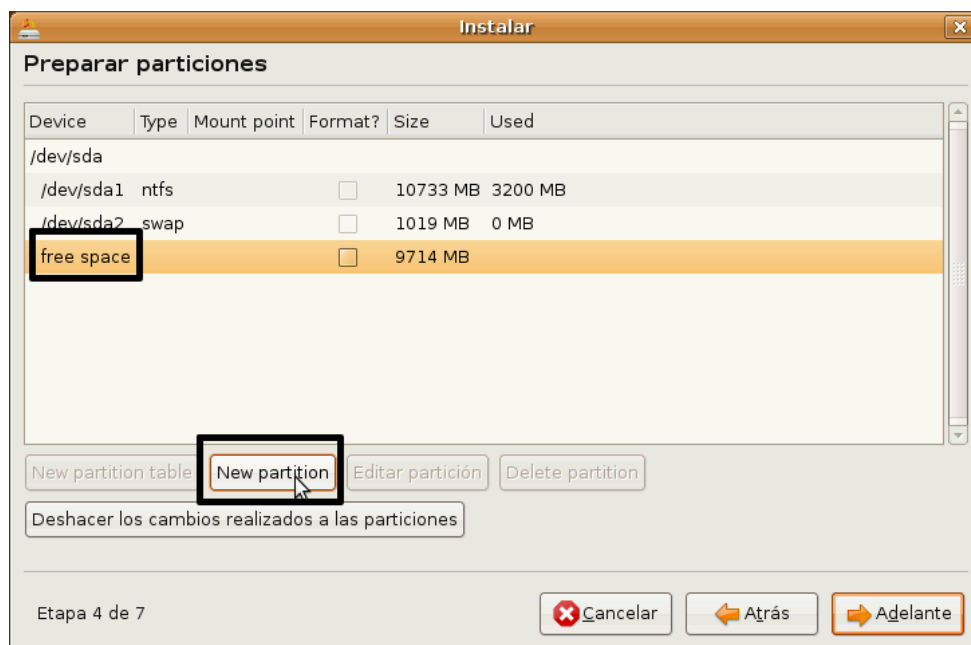 Instalar
Preparar particiones
Device Type Mount point Format? Size Used
/dev/sda
/dev/sda1 ntfs 10733 MB 3200 MB
/dev/sda2 swap 1019 MB 0 MB
free space 9714 MB
New partition table New partition Editar partición Delete partition
Deshacer los cambios realizados a las particiones
Etapa 4 de 7 Cancelar Atrás Adelante